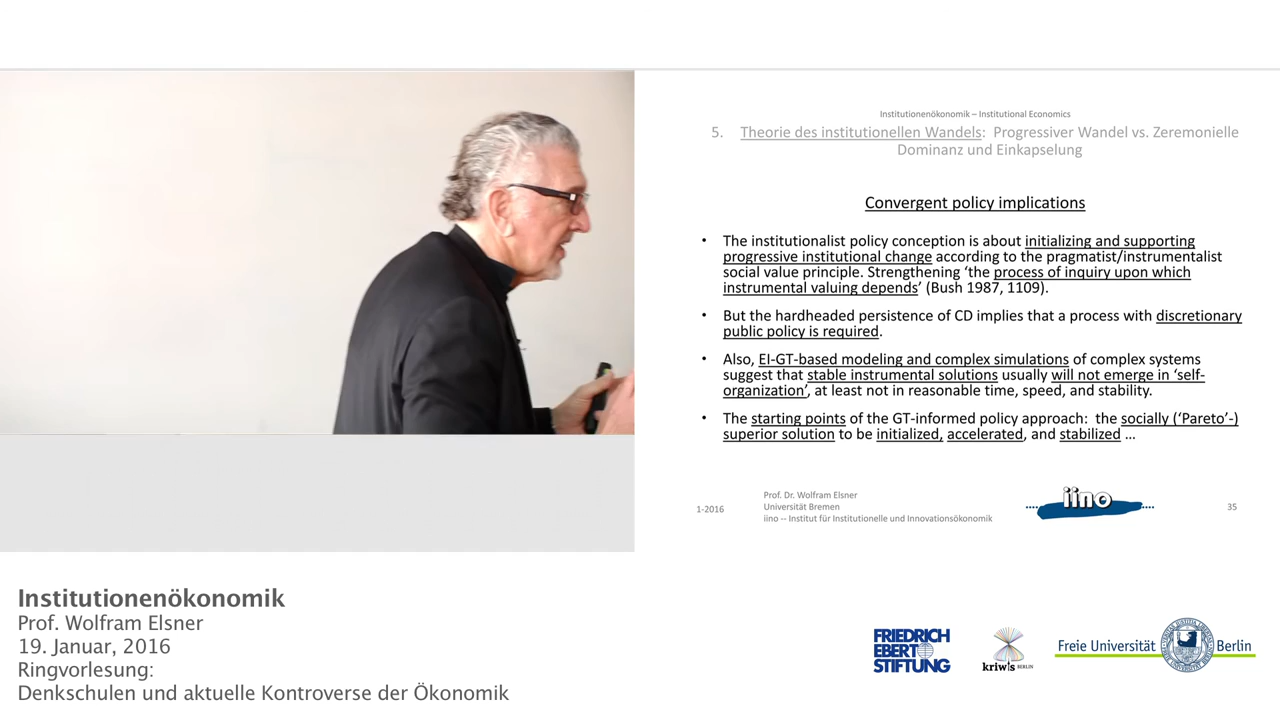 Institutionenökonomik – Institutional Economics
5. Theorie des institutionellen Wandels: Progressiver Wandel vs. Zeremonielle
Dominanz und Einkapselung
Convergent policy implications
• The institutionalist policy conception is about initializing and supporting
progressive institutional change according to the pragmatist/instrumentalist
social value principle. Strengthening ‘the process of inquiry upon which
instrumental valuing depends’ (Bush 1987, 1109).
• But the hardheaded persistence of CD implies that a process with discretionary
public policy is required.
• Also, EI-GT-based modeling and complex simulations of complex systems
suggest that stable instrumental solutions usually will not emerge in ‘self-
organization’, at least not in reasonable time, speed, and stability.
• The starting points of the GT-informed policy approach: the socially (‘Pareto’-)
superior solution to be initialized, accelerated, and stabilized …
1-2016
Prof. Dr. Wolfram Elsner
Universität Bremen
iino -- Institut für Institutionelle und Innovationsökonomik
iino
35
Institutionenökonomik
Prof. Wolfram Elsner
19. Januar, 2016
Ringvorlesung:
Denkschulen und aktuelle Kontroverse der Ökonomik
FRIEDRICH
EBERT
STIFTUNG
kriwis BERLIN
Freie Universität Berlin